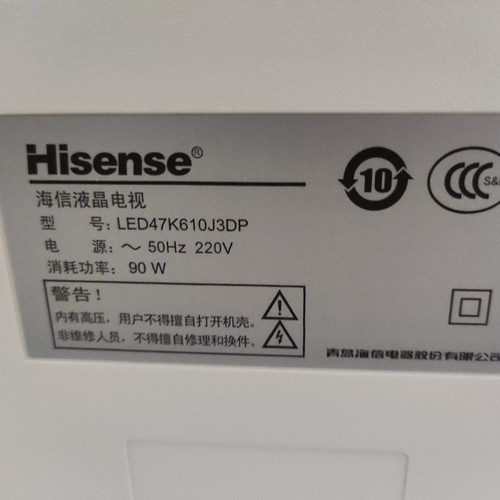 Hisense®
海信液晶电视
型 号: LED47K610J3DP
电 源: ～ 50Hz 220V
消耗功率: 90 W
警告!
内有高压，用户不得擅自打开机壳。
非维修人员，不得擅自修理和换件。
10
CCC S&
青岛海信电器股份有限公司